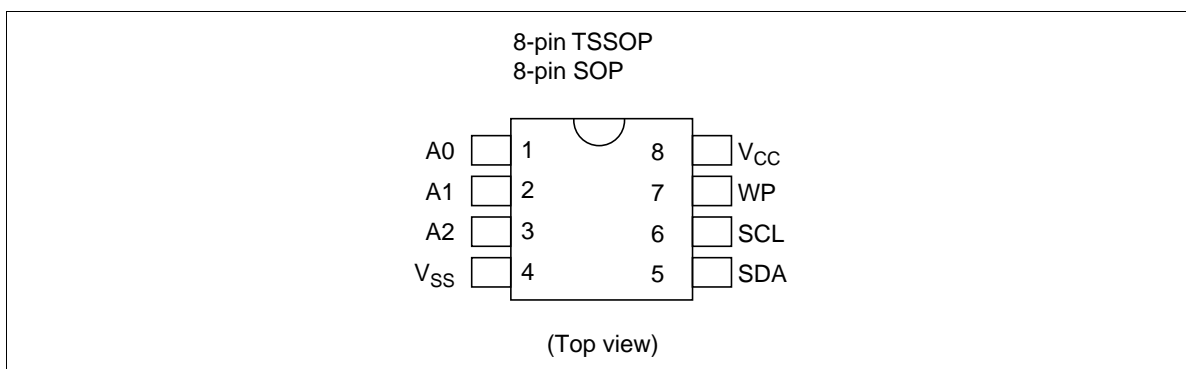 8-pin TSSOP
8-pin SOP
A0 1 8 VCC
A1 2 7 WP
A2 3 6 SCL
VSS 4 5 SDA
(Top view)